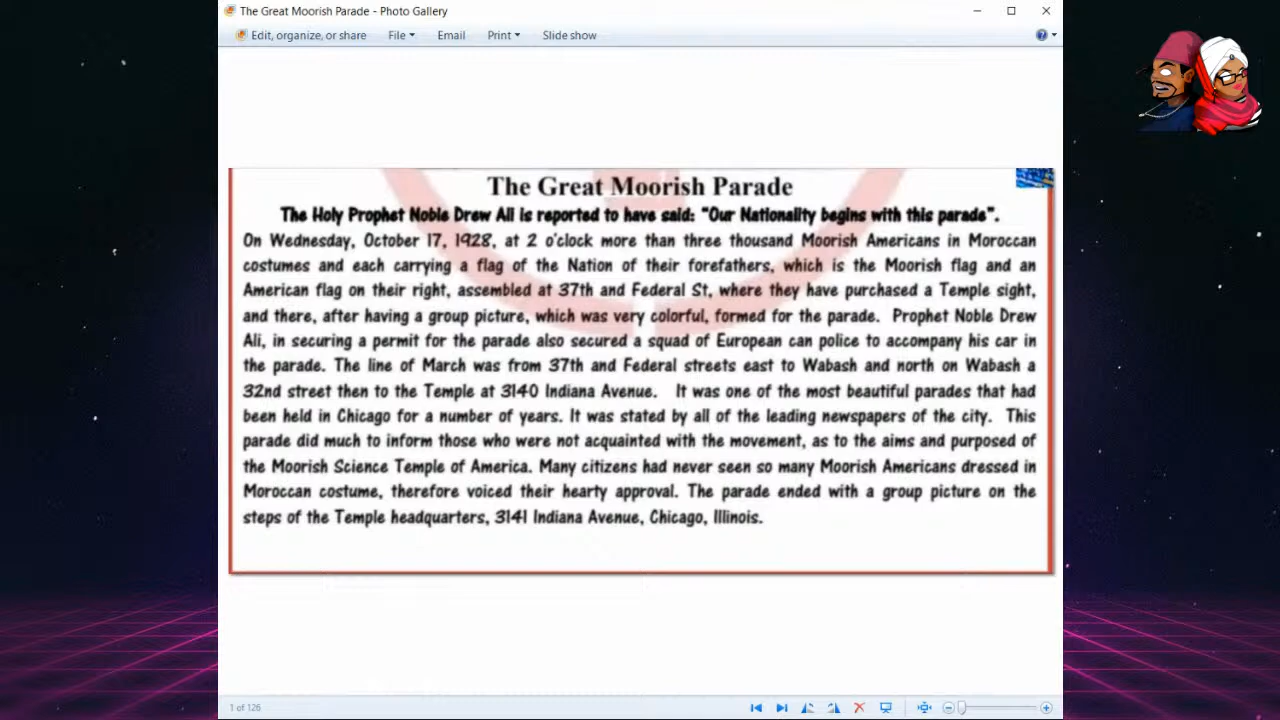 The Great Moorish Parade - Photo Gallery
Edit, organize, or share File Email Print Slide show
The Great Moorish Parade
The Holy Prophet Noble Drew Ali is reported to have said: "Our Nationality begins with this parade".
On Wednesday, October 17, 1928, at 2 o'clock more than three thousand Moorish Americans in Moroccan
costumes and each carrying a flag of the Nation of their forefathers, which is the Moorish flag and an
American flag on their right, assembled at 37th and Federal St, where they have purchased a Temple sight,
and there, after having a group picture, which was very colorful, formed for the parade. Prophet Noble Drew
Ali, in securing a permit for the parade also secured a squad of European can police to accompany his car in
the parade. The line of March was from 37th and Federal streets east to Wabash and north on Wabash a
32nd street then to the Temple at 3140 Indiana Avenue. It was one of the most beautiful parades that had
been held in Chicago for a number of years. It was stated by all of the leading newspapers of the city. This
parade did much to inform those who were not acquainted with the movement, as to the aims and purposed of
the Moorish Science Temple of America. Many citizens had never seen so many Moorish Americans dressed in
Moroccan costume, therefore voiced their hearty approval. The parade ended with a group picture on the
steps of the Temple headquarters, 3141 Indiana Avenue, Chicago, Illinois.
1 of 126